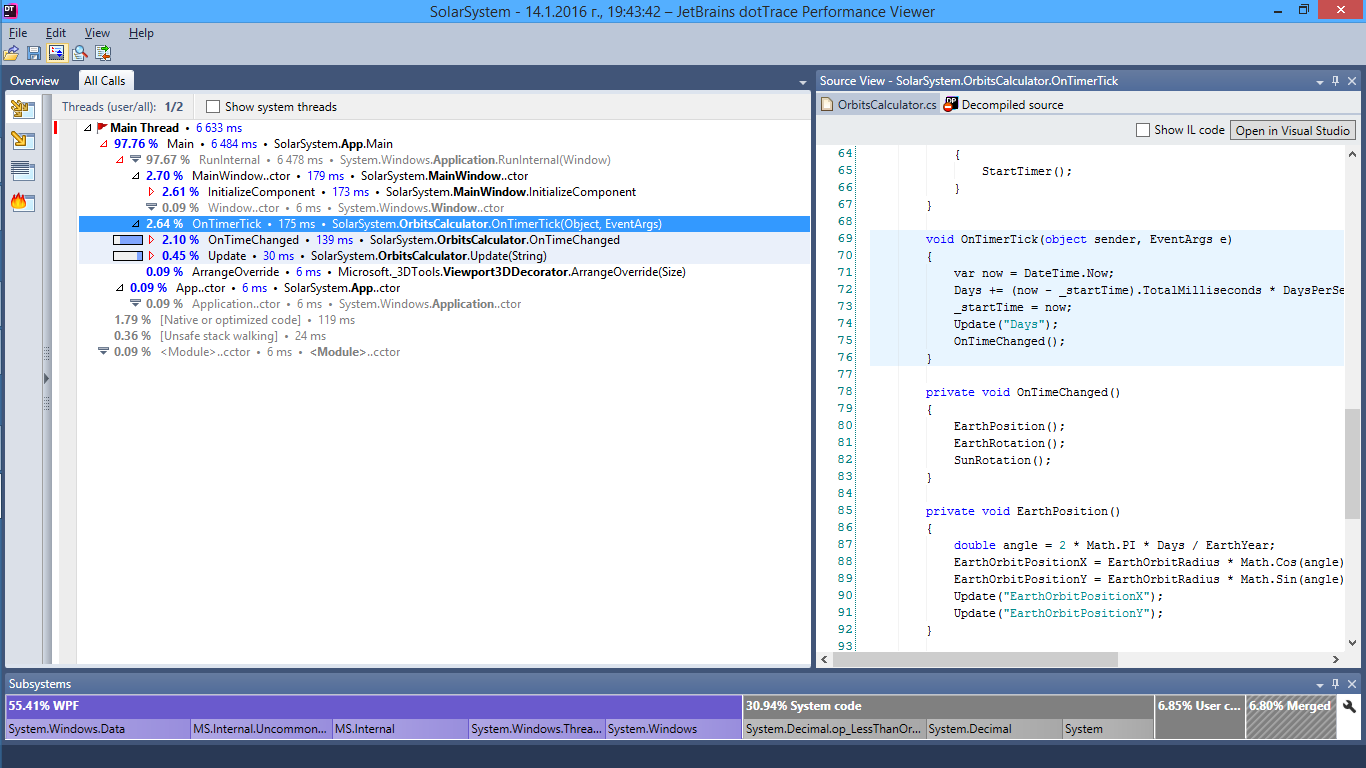 DT
SolarSystem - 14.1.2016 г., 19:43:42 – JetBrains dotTrace Performance Viewer
File Edit View Help
Overview All Calls
Threads (user/all): 1/2 Show system threads
Main Thread • 6 633 ms
97.76 % Main • 6 484 ms • SolarSystem.App.Main
97.67 % RunInternal • 6 478 ms • System.Windows.Application.RunInternal(Window)
2.70 % MainWindow..ctor • 179 ms • SolarSystem.MainWindow..ctor
2.61 % InitializeComponent • 173 ms • SolarSystem.MainWindow.InitializeComponent
0.09 % Window..ctor • 6 ms • System.Windows.Window..ctor
2.64 % OnTimerTick • 175 ms • SolarSystem.OrbitsCalculator.OnTimerTick(Object, EventArgs)
2.10 % OnTimeChanged • 139 ms • SolarSystem.OrbitsCalculator.OnTimeChanged
0.45 % Update • 30 ms • SolarSystem.OrbitsCalculator.Update(String)
0.09 % ArrangeOverride • 6 ms • Microsoft._3DTools.Viewport3DDecorator.ArrangeOverride(Size)
0.09 % App..ctor • 6 ms • SolarSystem.App..ctor
0.09 % Application..ctor • 6 ms • System.Windows.Application..ctor
1.79 % [Native or optimized code] • 119 ms
0.36 % [Unsafe stack walking] • 24 ms
0.09 % <Module>..cctor • 6 ms • <Module>..cctor
Source View - SolarSystem.OrbitsCalculator.OnTimerTick
OrbitsCalculator.cs DP Decompiled source
Show IL code Open in Visual Studio
64 {
65 StartTimer();
66 }
67 }
68
69 void OnTimerTick(object sender, EventArgs e)
70 {
71 var now = DateTime.Now;
72 Days += (now - _startTime).TotalMilliseconds * DaysPerSe
73 _startTime = now;
74 Update("Days");
75 OnTimeChanged();
76 }
77
78 private void OnTimeChanged()
79 {
80 EarthPosition();
81 EarthRotation();
82 SunRotation();
83 }
84
85 private void EarthPosition()
86 {
87 double angle = 2 * Math.PI * Days / EarthYear;
88 EarthOrbitPositionX = EarthOrbitRadius * Math.Cos(angle)
89 EarthOrbitPositionY = EarthOrbitRadius * Math.Sin(angle)
90 Update("EarthOrbitPositionX");
91 Update("EarthOrbitPositionY");
92 }
93
Subsystems
55.41% WPF 30.94% System code 6.85% User c... 6.80% Merged
System.Windows.Data MS.Internal.Uncommon... MS.Internal System.Windows.Threa... System.Windows System.Decimal.op_LessThanOr... System.Decimal System